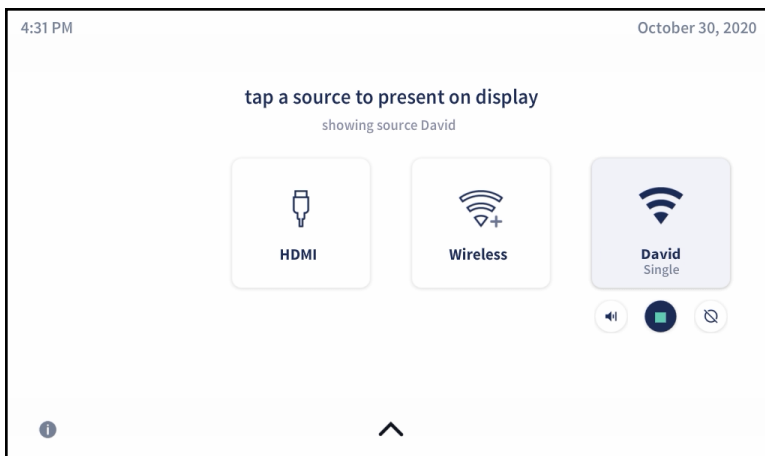 4:31 PM
October 30, 2020
tap a source to present on display
showing source David
HDMI
Wireless
David
Single